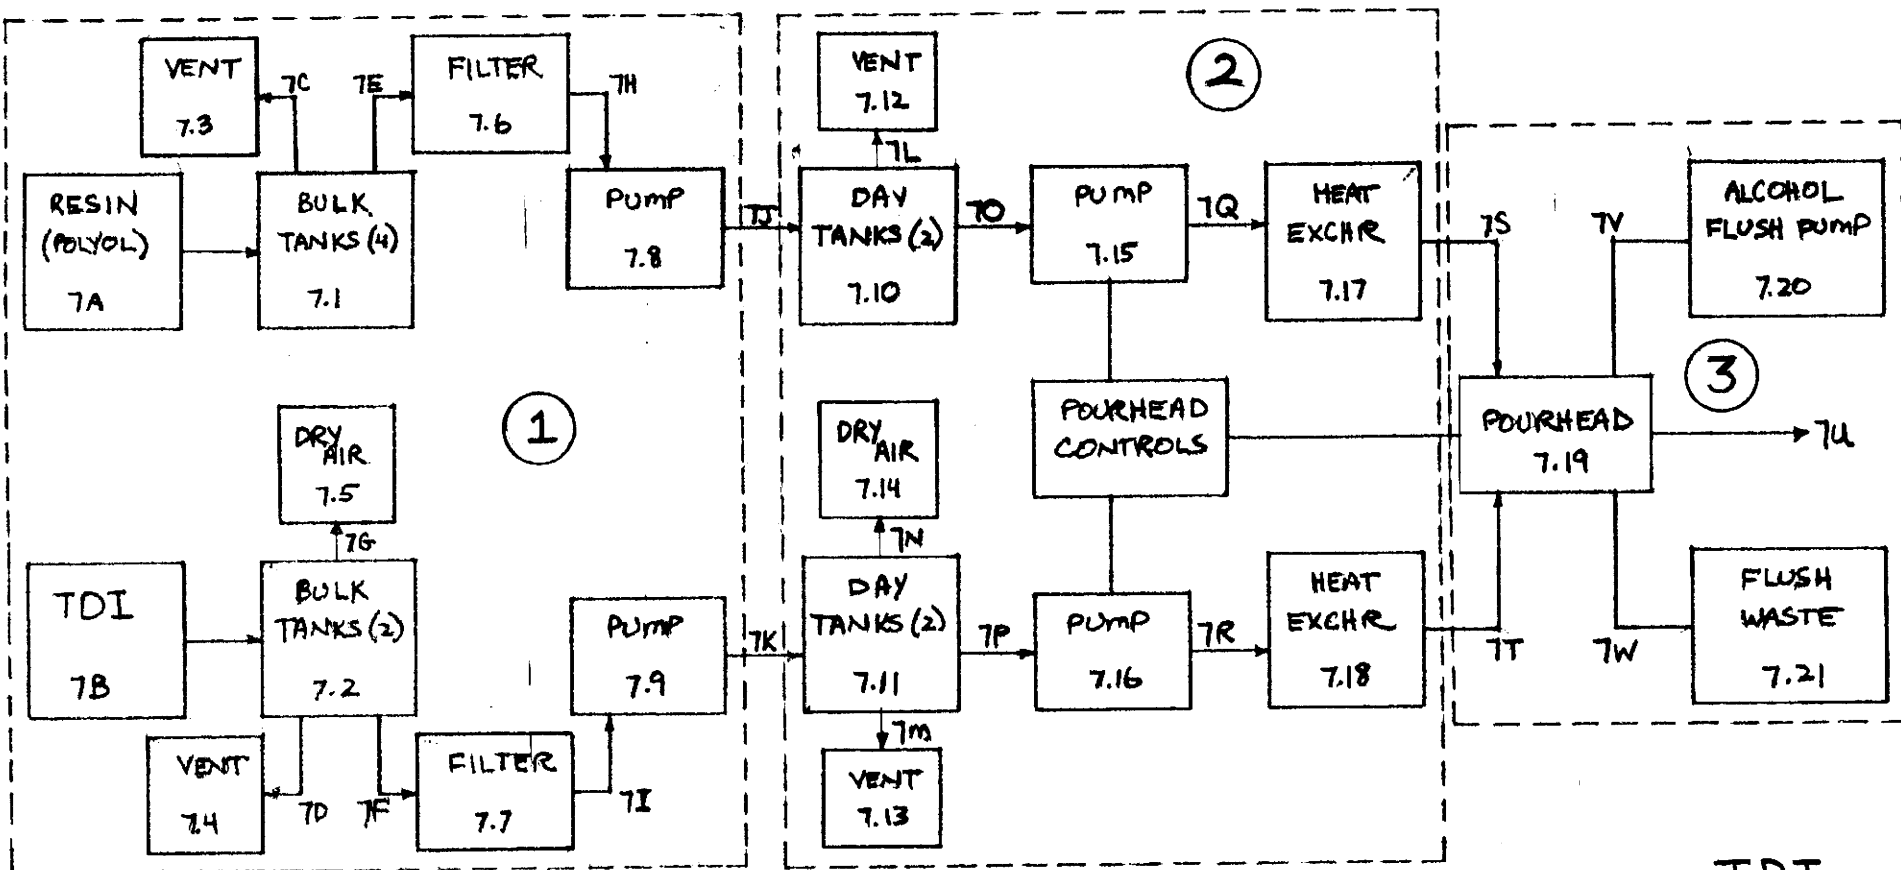 VENT
7.3
7C
7E
FILTER
7.6
7H
RESIN
(POLYOL)
7A
BULK
TANKS (4)
7.1
PUMP
7.8
7J
1
DRY
AIR
7.5
7G
TDI
7B
BULK
TANKS (2)
7.2
PUMP
7.9
7K
VENT
7.4
7D
7F
FILTER
7.7
7I
VENT
7.12
7L
2
DAY
TANKS (2)
7.10
7O
PUMP
7.15
7Q
HEAT
EXCHR
7.17
7S
DRY
AIR
7.14
7N
POURHEAD
CONTROLS
DAY
TANKS (2)
7.11
7P
PUMP
7.16
7R
HEAT
EXCHR
7.18
7T
7M
VENT
7.13
7V
ALCOHOL
FLUSH PUMP
7.20
3
POURHEAD
7.19
7U
7W
FLUSH
WASTE
7.21